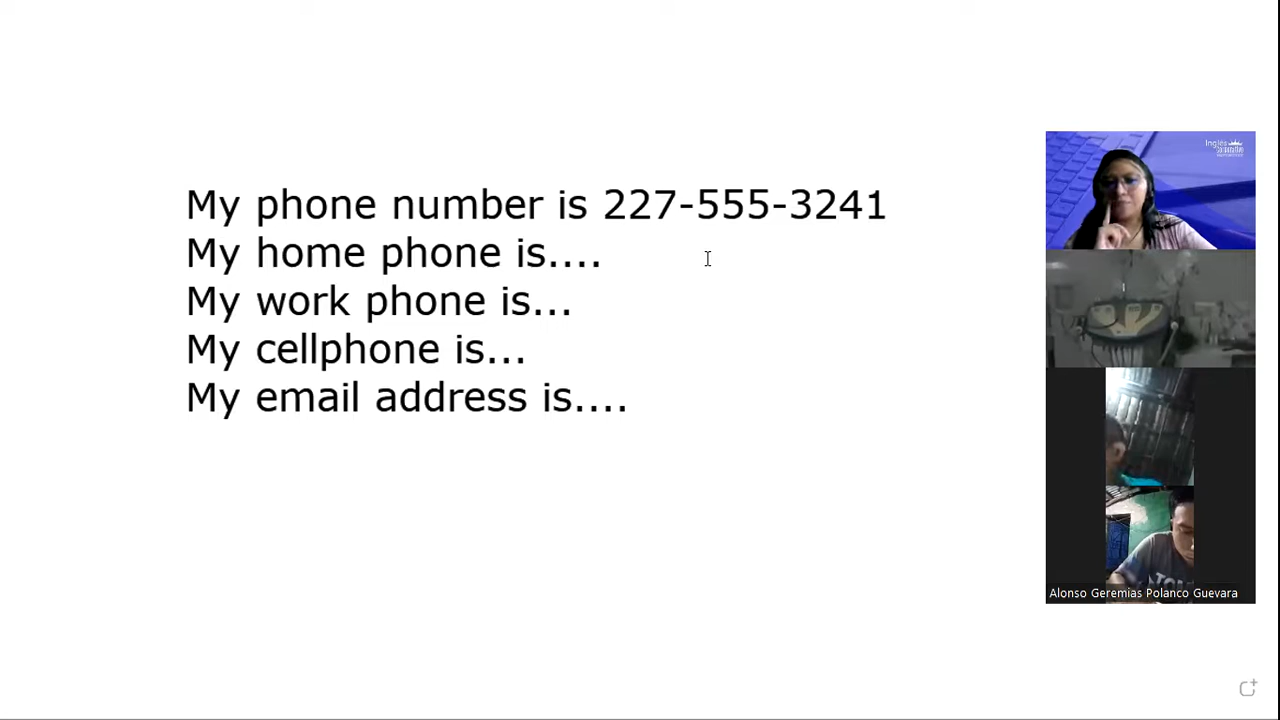 My phone number is 227-555-3241
My home phone is....
My work phone is...
My cellphone is...
My email address is....
Inglés
Alonso Geremias Polanco Guevara